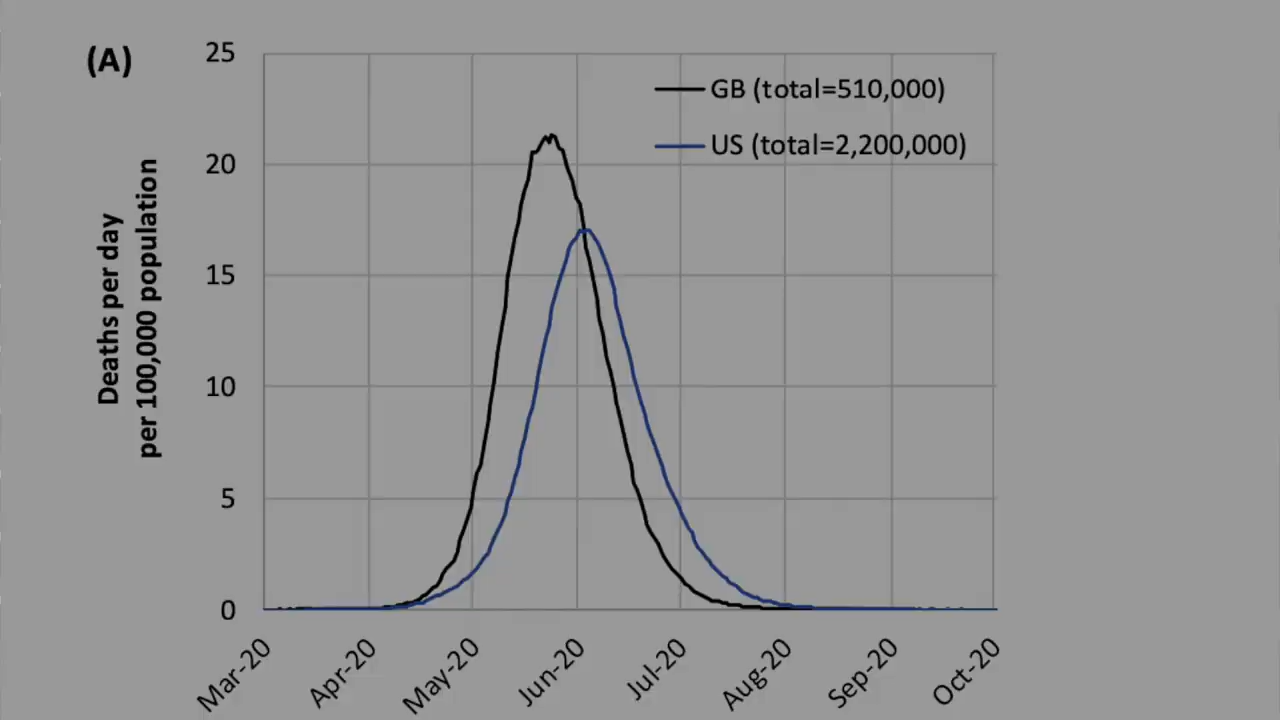 (A)
25
GB (total=510,000)
US (total=2,200,000)
20
15
10
5
0
Deaths per day
per 100,000 population
Mar-20
Apr-20
May-20
Jun-20
Jul-20
Aug-20
Sep-20
Oct-20